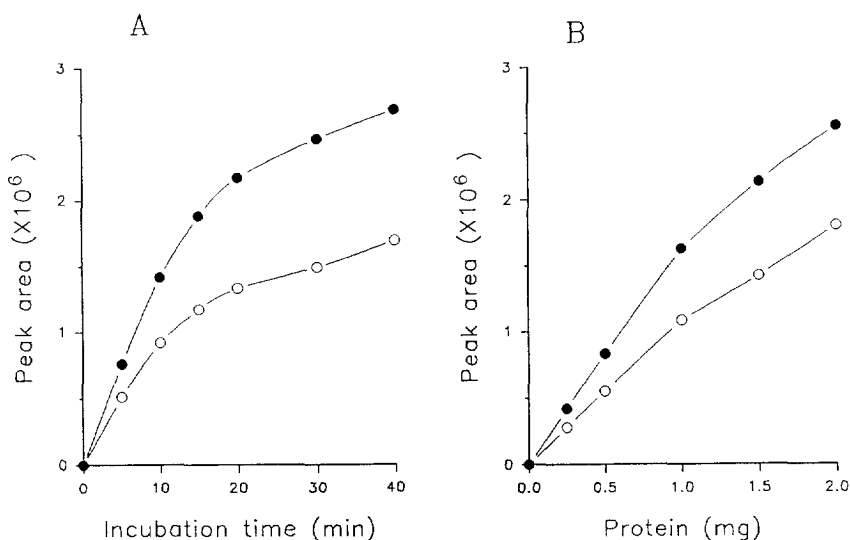 A
3
2
1
0
Peak area (X10⁶)
0 10 20 30 40
Incubation time (min)
B
3
2
1
0
Peak area (X10⁶)
0.0 0.5 1.0 1.5 2.0
Protein (mg)